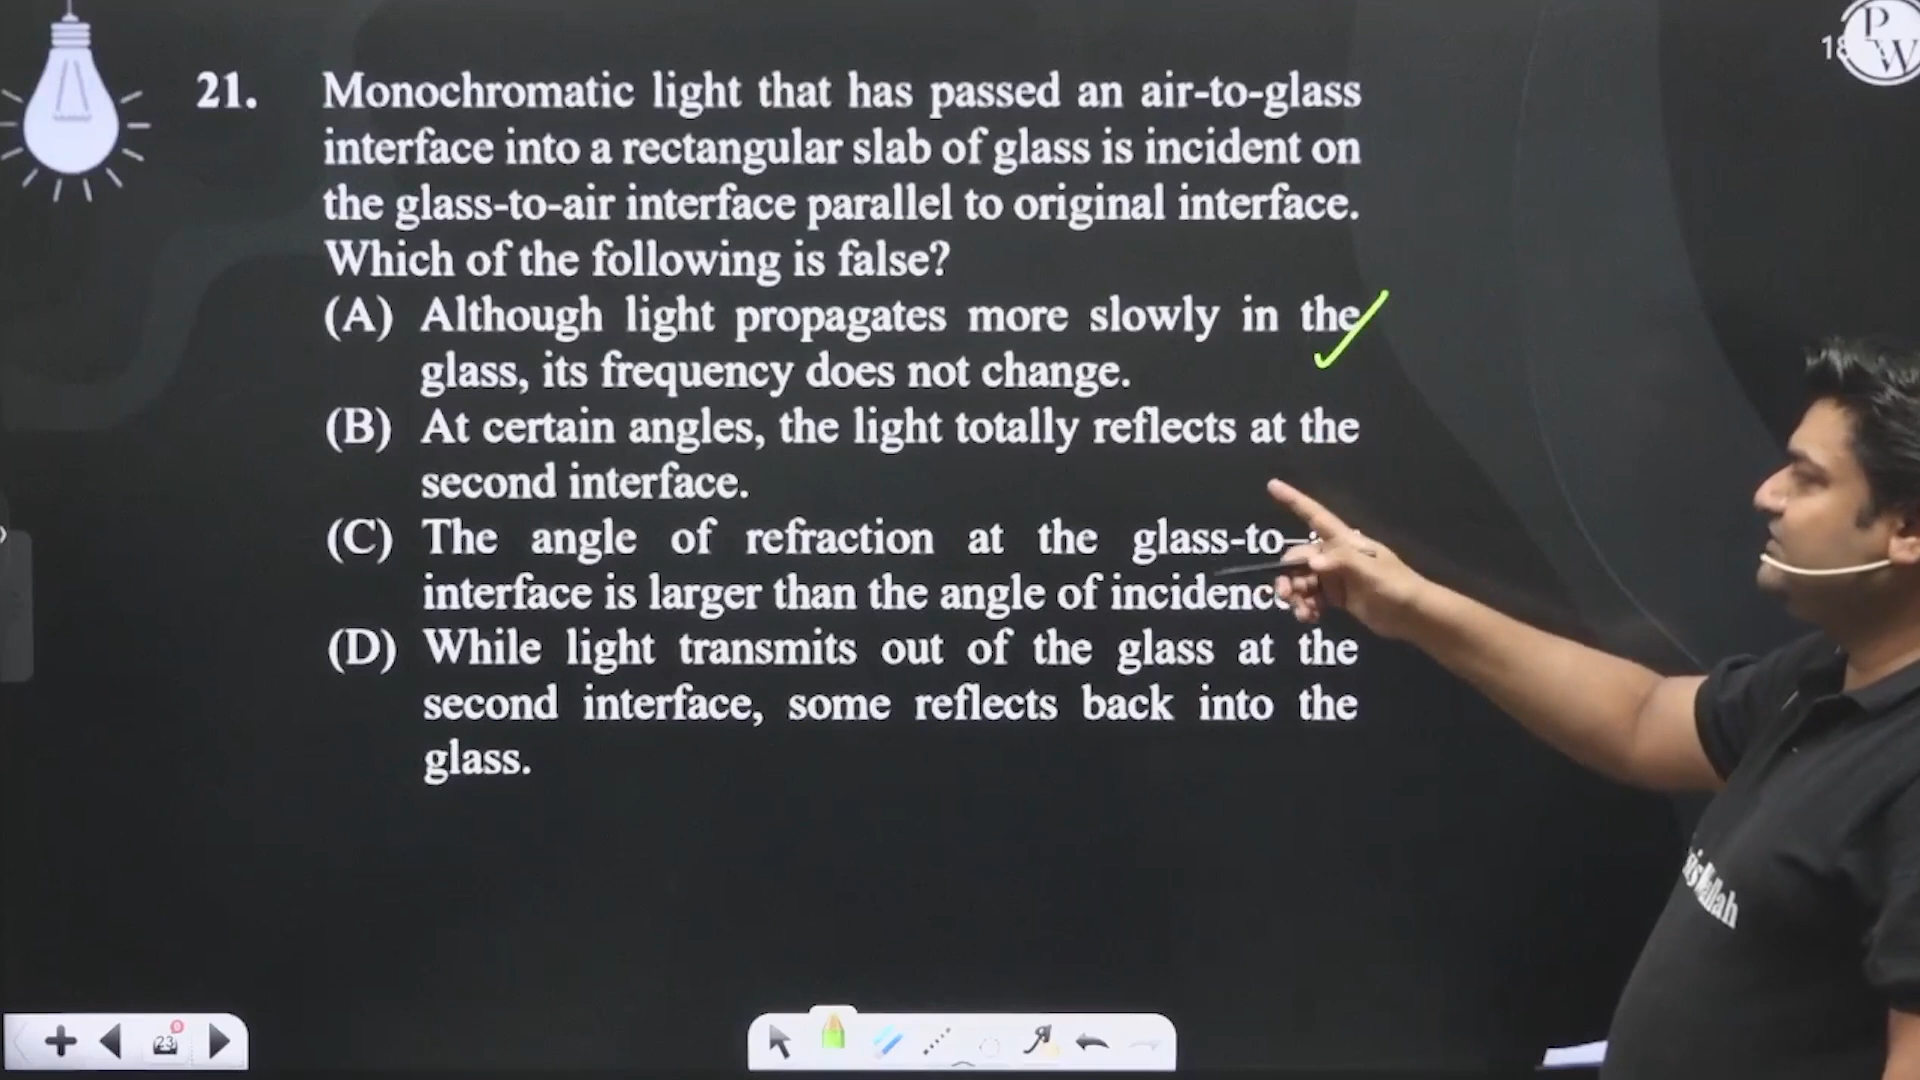 P
W
18
21. Monochromatic light that has passed an air-to-glass
interface into a rectangular slab of glass is incident on
the glass-to-air interface parallel to original interface.
Which of the following is false?
(A) Although light propagates more slowly in the
glass, its frequency does not change.
(B) At certain angles, the light totally reflects at the
second interface.
(C) The angle of refraction at the glass-to-
interface is larger than the angle of
(D) While light transmits out of the glass at the
second interface, some reflects back into the
glass.
23